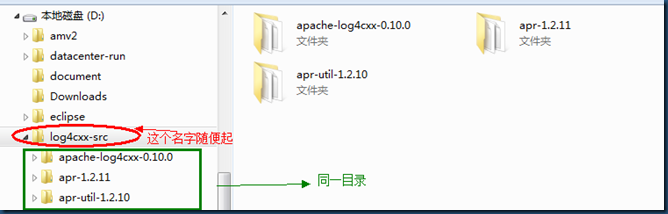 本地磁盘 (D:)
amv2
datacenter-run
document
Downloads
eclipse
log4cxx-src
这个名字随便起
apache-log4cxx-0.10.0
apr-1.2.11
apr-util-1.2.10
同一目录
apache-log4cxx-0.10.0
文件夹
apr-1.2.11
文件夹
apr-util-1.2.10
文件夹